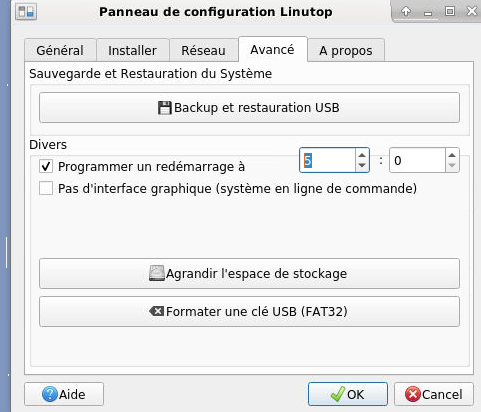 Panneau de configuration Linutop
Général Installer Réseau Avancé A propos
Sauvegarde et Restauration du Système
Backup et restauration USB
Divers
Programmer un redémarrage à 5 : 0
Pas d'interface graphique (système en ligne de commande)
Agrandir l'espace de stockage
Formater une clé USB (FAT32)
Aide OK Cancel